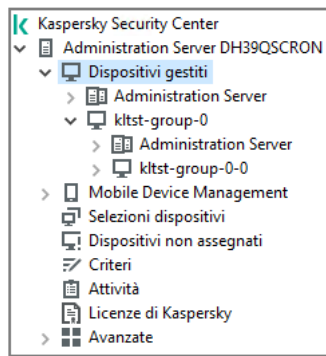 Kaspersky Security Center
Administration Server DH39QSCRON
Dispositivi gestiti
Administration Server
kltst-group-0
Administration Server
kltst-group-0-0
Mobile Device Management
Selezioni dispositivi
Dispositivi non assegnati
Criteri
Attività
Licenze di Kaspersky
Avanzate